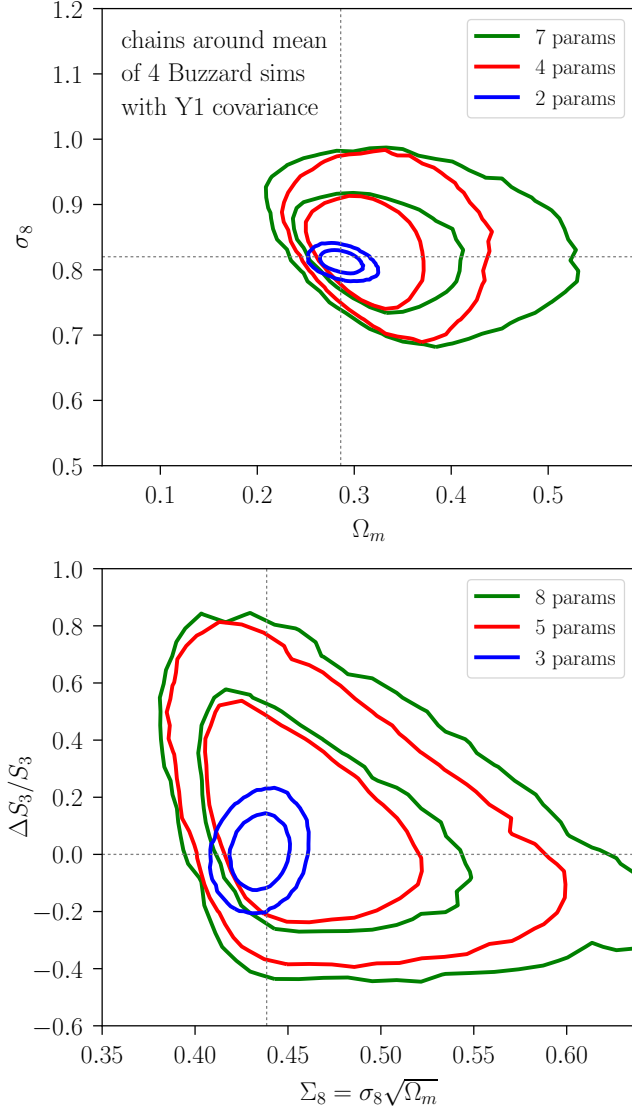 1.2
1.1
1.0
0.9
0.8
0.7
0.6
0.5
σ₈
chains around mean
of 4 Buzzard sims
with Y1 covariance
7 params
4 params
2 params
0.1 0.2 0.3 0.4 0.5
Ωₘ
1.0
0.8
0.6
0.4
0.2
0.0
−0.2
−0.4
−0.6
ΔS₃/S₃
8 params
5 params
3 params
0.35 0.40 0.45 0.50 0.55 0.60
Σ₈ = σ₈√Ωₘ